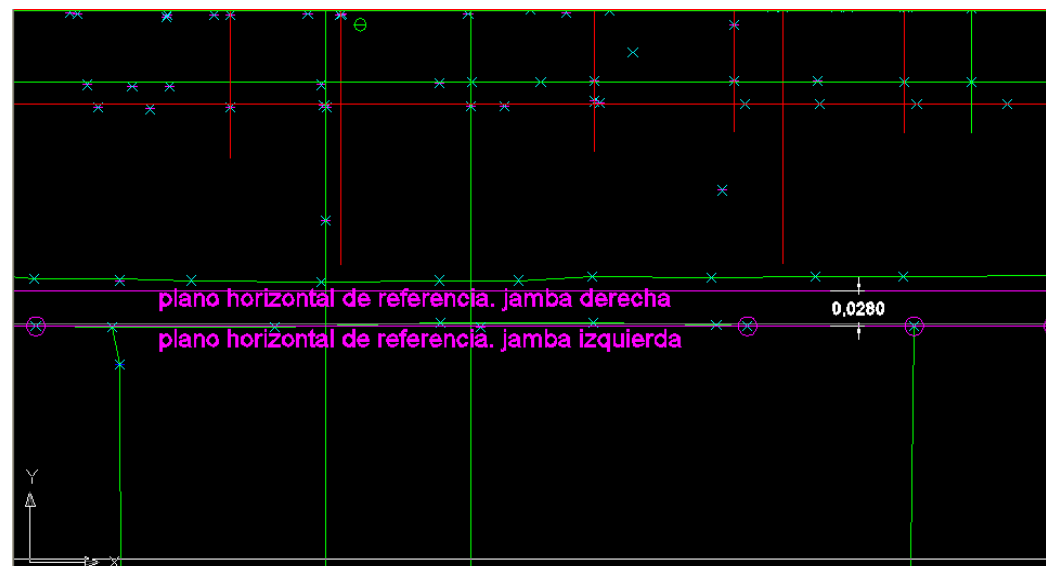 plano horizontal de referencia. jamba derecha
0,0280
plano horizontal de referencia. jamba izquierda
Y
X